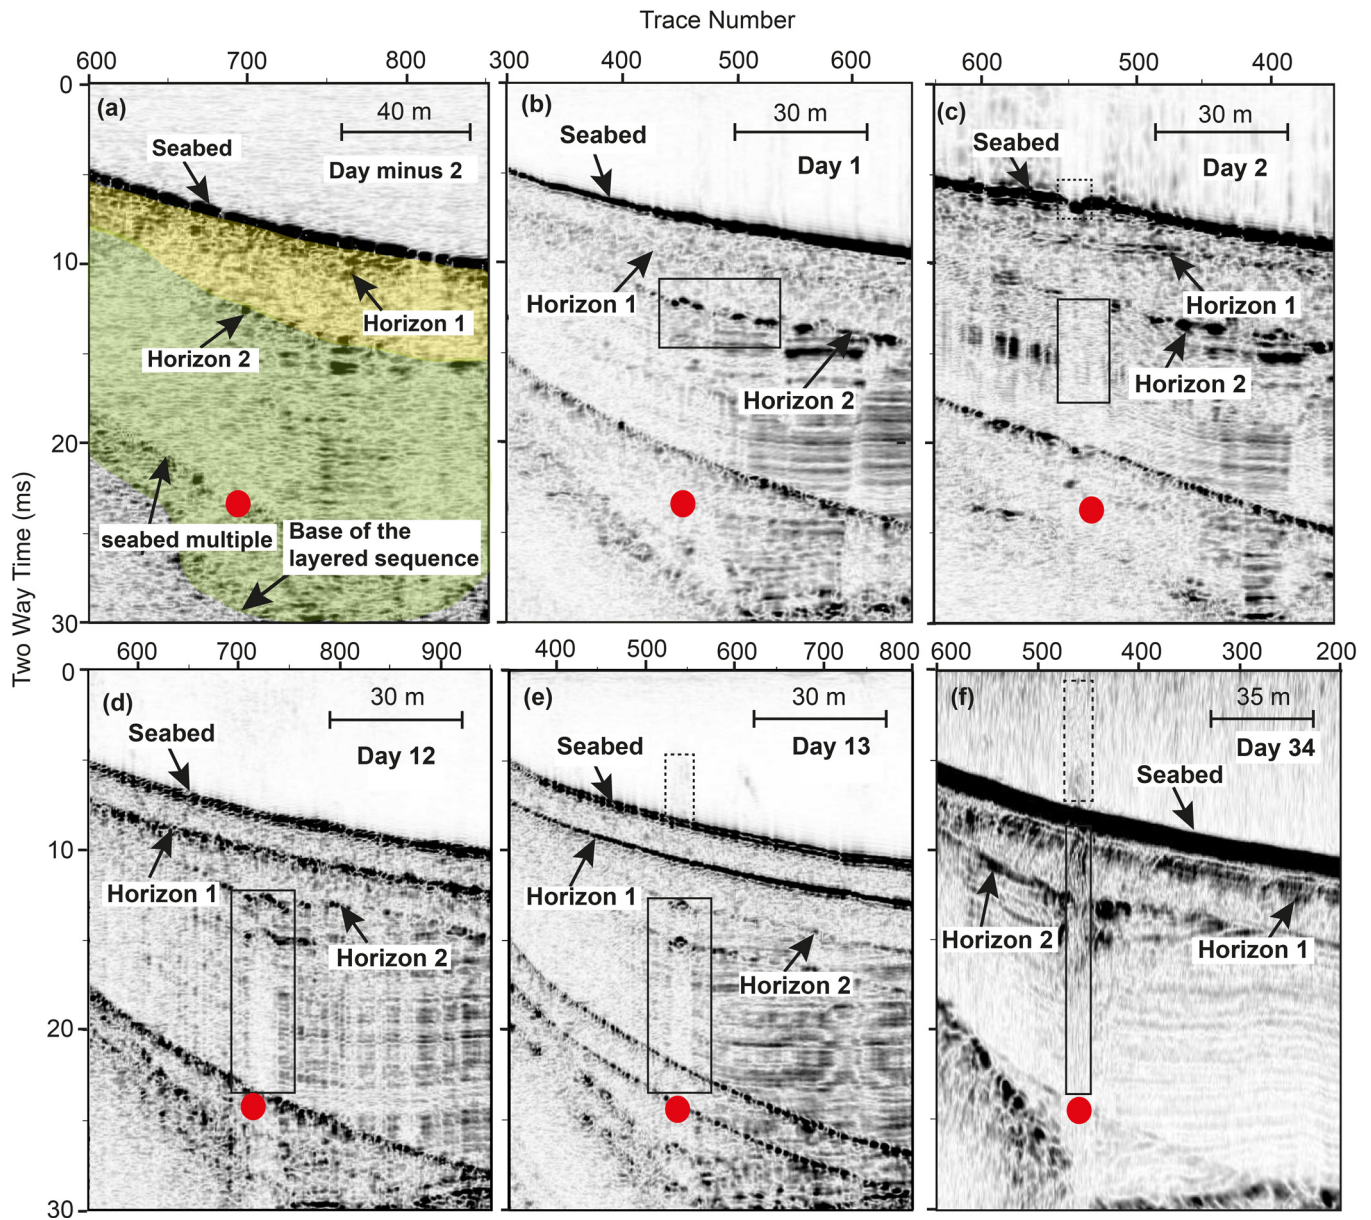 Trace Number
600 700 800
300 400 500 600
600 500 400
0
(a)
40 m
Seabed
Day minus 2
Horizon 1
Horizon 2
seabed multiple
Base of the
layered sequence
10
20
30
(b)
30 m
Seabed
Day 1
Horizon 1
Horizon 2
(c)
30 m
Seabed
Day 2
Horizon 1
Horizon 2
Two Way Time (ms)
600 700 800 900
400 500 600 700 800
600 500 400 300 200
0
(d)
30 m
Seabed
Day 12
Horizon 1
Horizon 2
10
20
30
(e)
30 m
Seabed
Day 13
Horizon 1
Horizon 2
(f)
35 m
Day 34
Seabed
Horizon 2
Horizon 1